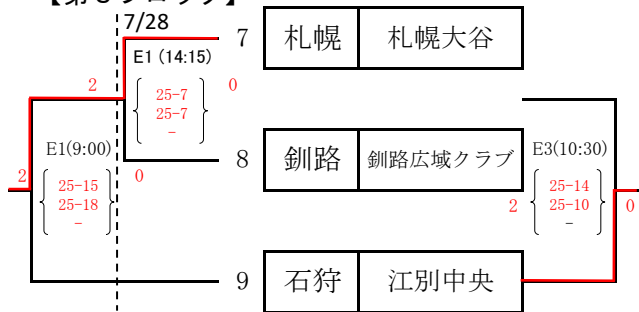 7/28
7 札幌 札幌大谷
E1 (14:15)
2
25-7
0
25-7
-
E1(9:00)
8 釧路 釧路広域クラブ
E3(10:30)
2
0
25-15
25-14
25-18
2
25-10
0
-
-
9 石狩 江別中央